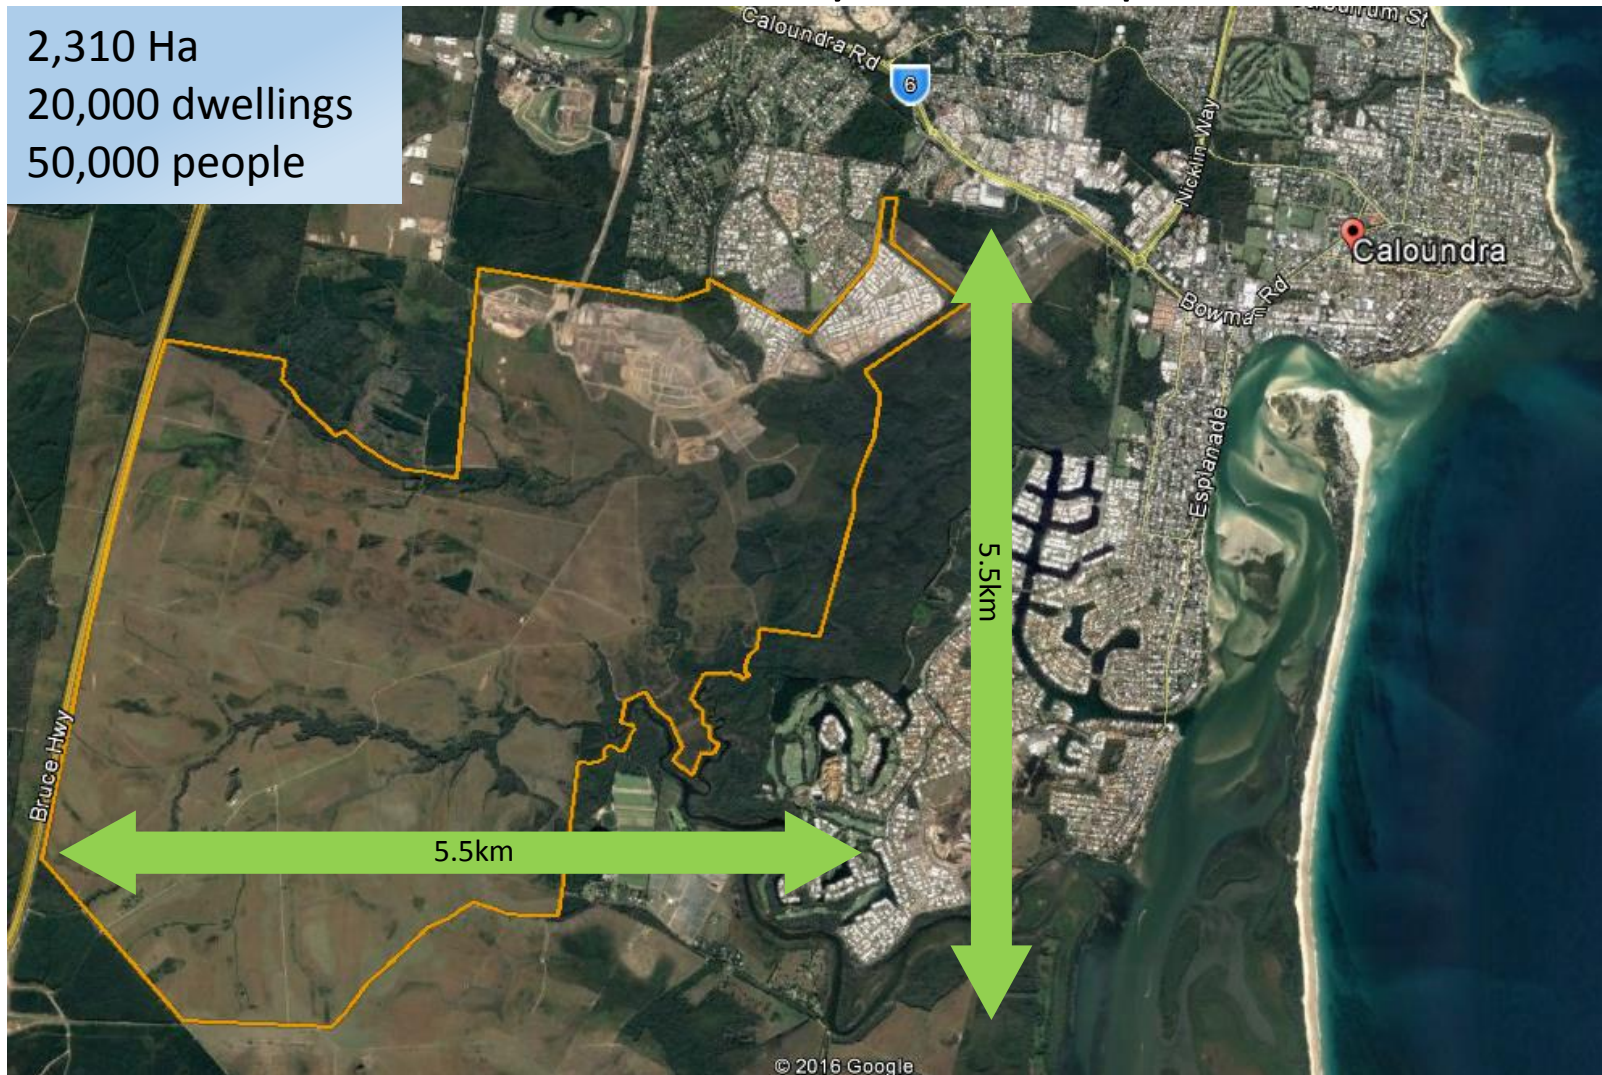 2,310 Ha
20,000 dwellings
50,000 people
Caloundra Rd
6
Nicklin Way
Caloundra
Bowman Rd
Esplanade
5.5km
Bruce Hwy
5.5km
© 2016 Google